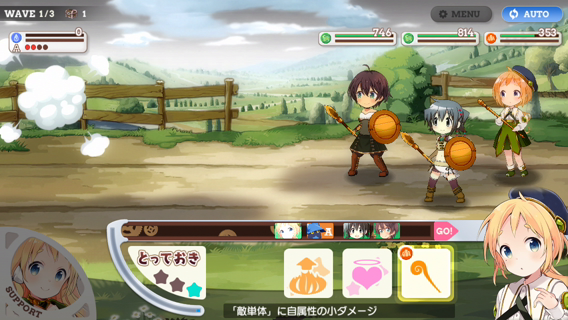 WAVE 1/3 1
MENU
AUTO
0
A
746
814
353
A
GO!
とっておき
SUPPORT
「敵単体」に自属性の小ダメージ